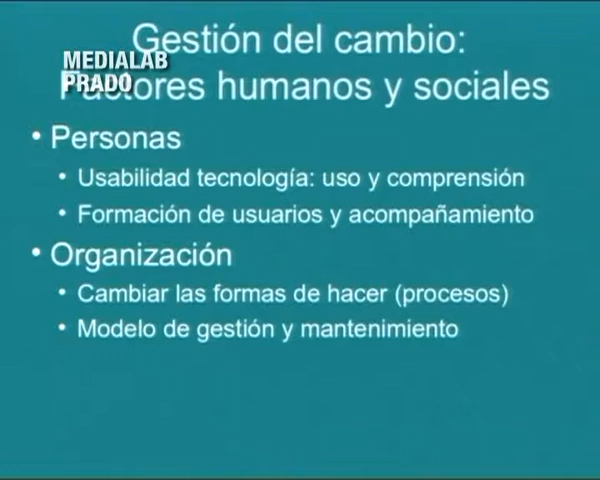 Gestión del cambio:
MEDIALAB
PRADO
Factores humanos y sociales
• Personas
• Usabilidad tecnología: uso y comprensión
• Formación de usuarios y acompañamiento
• Organización
• Cambiar las formas de hacer (procesos)
• Modelo de gestión y mantenimiento